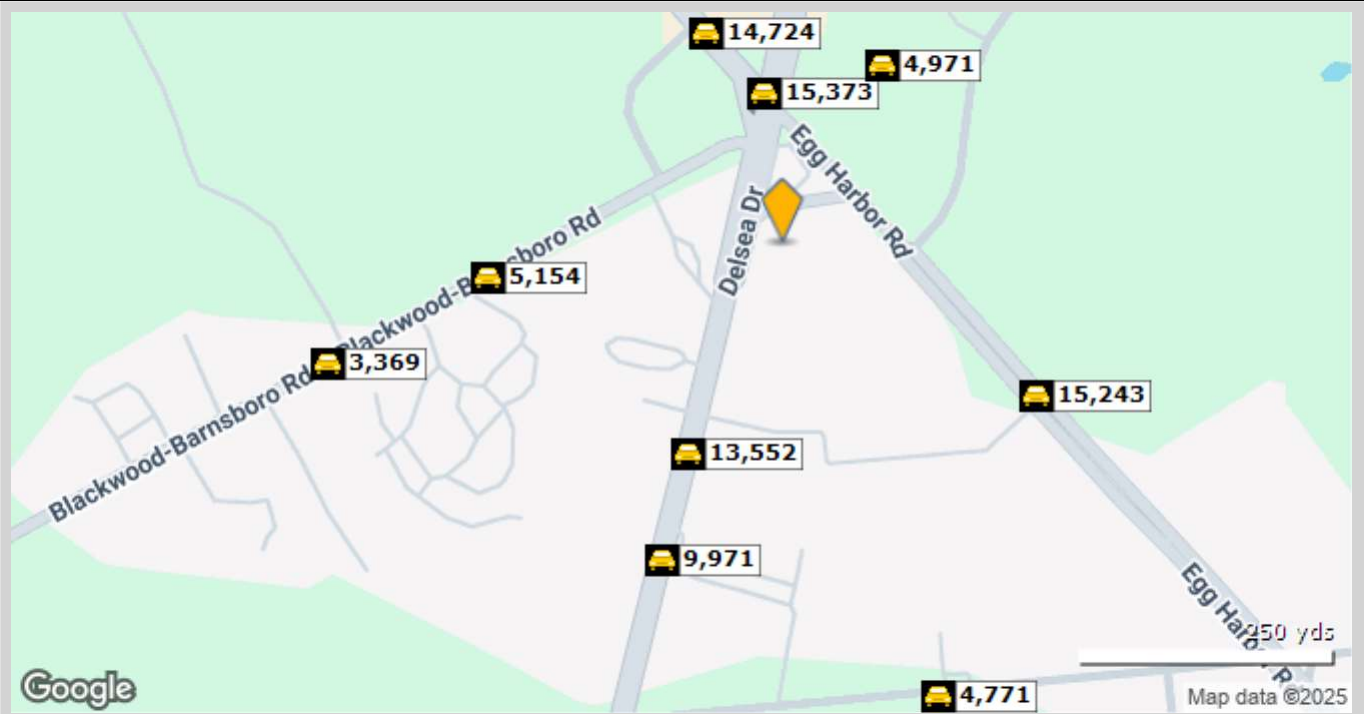 14,724
4,971
15,373
Egg Harbor Rd
Delsea Dr
Blackwood-Barnsboro Rd
5,154
3,369
Blackwood-Barnsboro Rd
15,243
13,552
9,971
Egg Harbor R
250 yds
4,771
Google
Map data ©2025